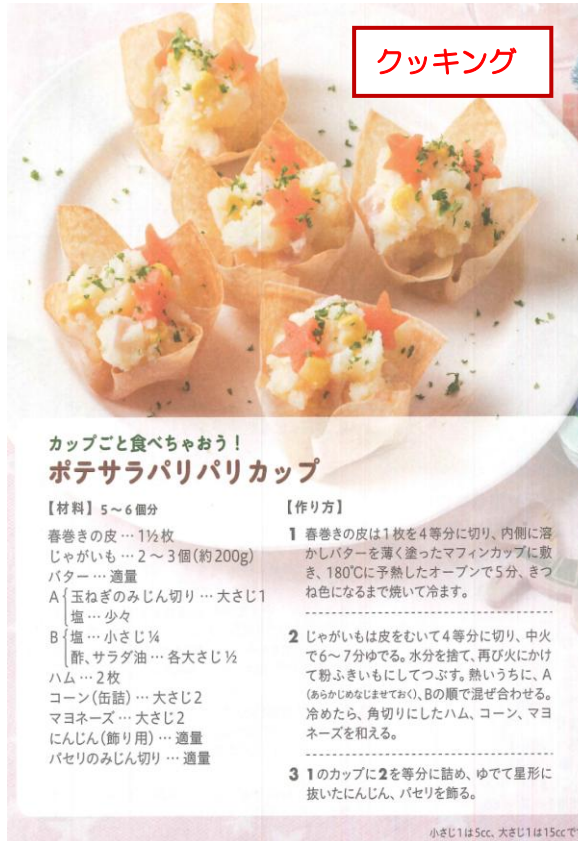 クッキング
カップごと食べちゃおう！
ポテサラパリパリカップ
【材料】5～6個分
春巻きの皮…1½枚
じゃがいも…2～3個(約200g)
バター…適量
A 玉ねぎのみじん切り…大さじ1
塩…少々
B 塩…小さじ¼
酢、サラダ油…各大さじ½
ハム…2枚
コーン(缶詰)…大さじ2
マヨネーズ…大さじ2
にんじん(飾り用)…適量
パセリのみじん切り…適量
【作り方】
1 春巻きの皮は1枚を4等分に切り、内側に溶
かしバターを薄く塗ったマフィンカップに敷
き、180℃に予熱したオーブンで5分、きつ
ね色になるまで焼いて冷ます。
2 じゃがいもは皮をむいて4等分に切り、中火
で6～7分ゆでる。水分を捨て、再び火にかけ
て粉ふきいもにしてつぶす。熱いうちに、A
(あらかじめなじませておく)、Bの順で混ぜ合わせる。
冷めたら、角切りにしたハム、コーン、マヨ
ネーズを和える。
3 1のカップに2を等分に詰め、ゆでて星形に
抜いたにんじん、パセリを飾る。
小さじ1は5cc、大さじ1は15ccで